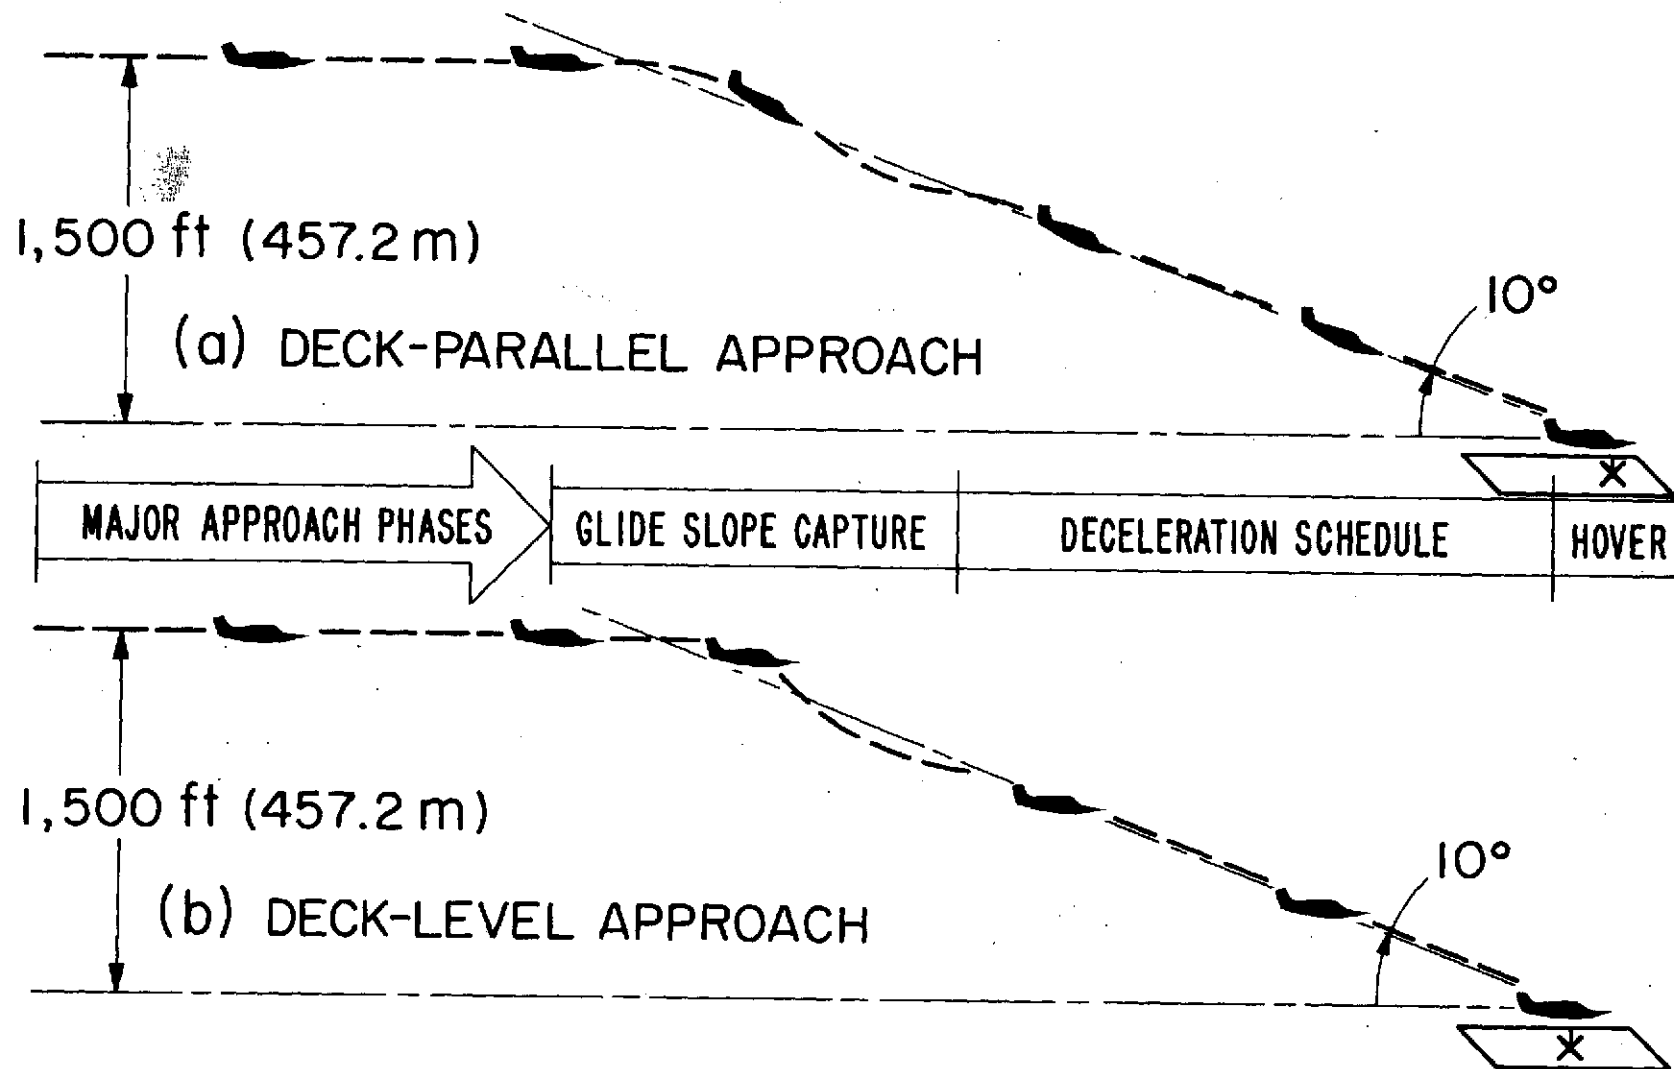 1,500 ft (457.2 m)
10°
(a) DECK-PARALLEL APPROACH
MAJOR APPROACH PHASES GLIDE SLOPE CAPTURE DECELERATION SCHEDULE HOVER
1,500 ft (457.2 m)
10°
(b) DECK-LEVEL APPROACH